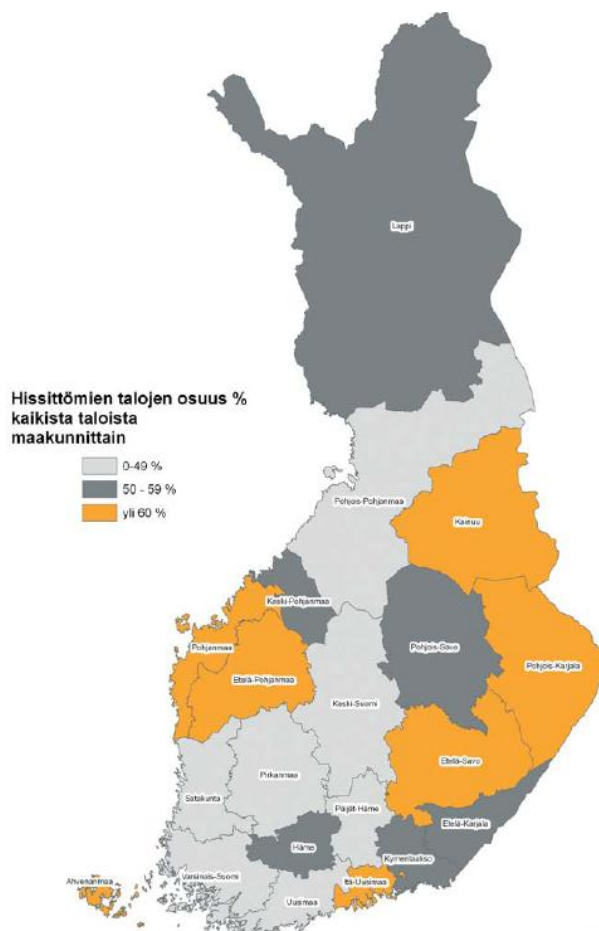 Lappi
Hissittömien talojen osuus %
kaikista taloista
maakunnittain
0-49 %
50 - 59 %
yli 60 %
Pohjois-Pohjanmaa
Kainuu
Keski-Pohjanmaa
Pohjanmaa
Pohjois-Savo
Pohjois-Karjala
Etelä-Pohjanmaa
Keski-Suomi
Etelä-Savo
Pirkanmaa
Satakunta
Päijät-Häme
Etelä-Karjala
Häme
Kymenlaakso
Varsinais-Suomi
Ahvenanmaa
Itä-Uusimaa
Uusimaa